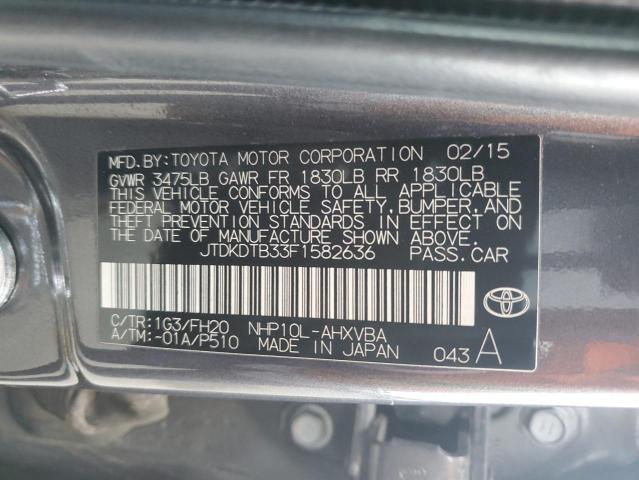 MFD.BY:TOYOTA MOTOR CORPORATION 02/15
GVWR 3475LB GAWR FR 1830LB RR 1830LB
THIS VEHICLE CONFORMS TO ALL APPLICABLE
FEDERAL MOTOR VEHICLE SAFETY, BUMPER, AND
THEFT PREVENTION STANDARDS IN EFFECT ON
THE DATE OF MANUFACTURE SHOWN ABOVE.
JTDKDTB33F1582636 PASS.CAR
C/TR:1G3/FH20 NHP10L-AHXVBA
A/TM:-01A/P510 MADE IN JAPAN 043 A